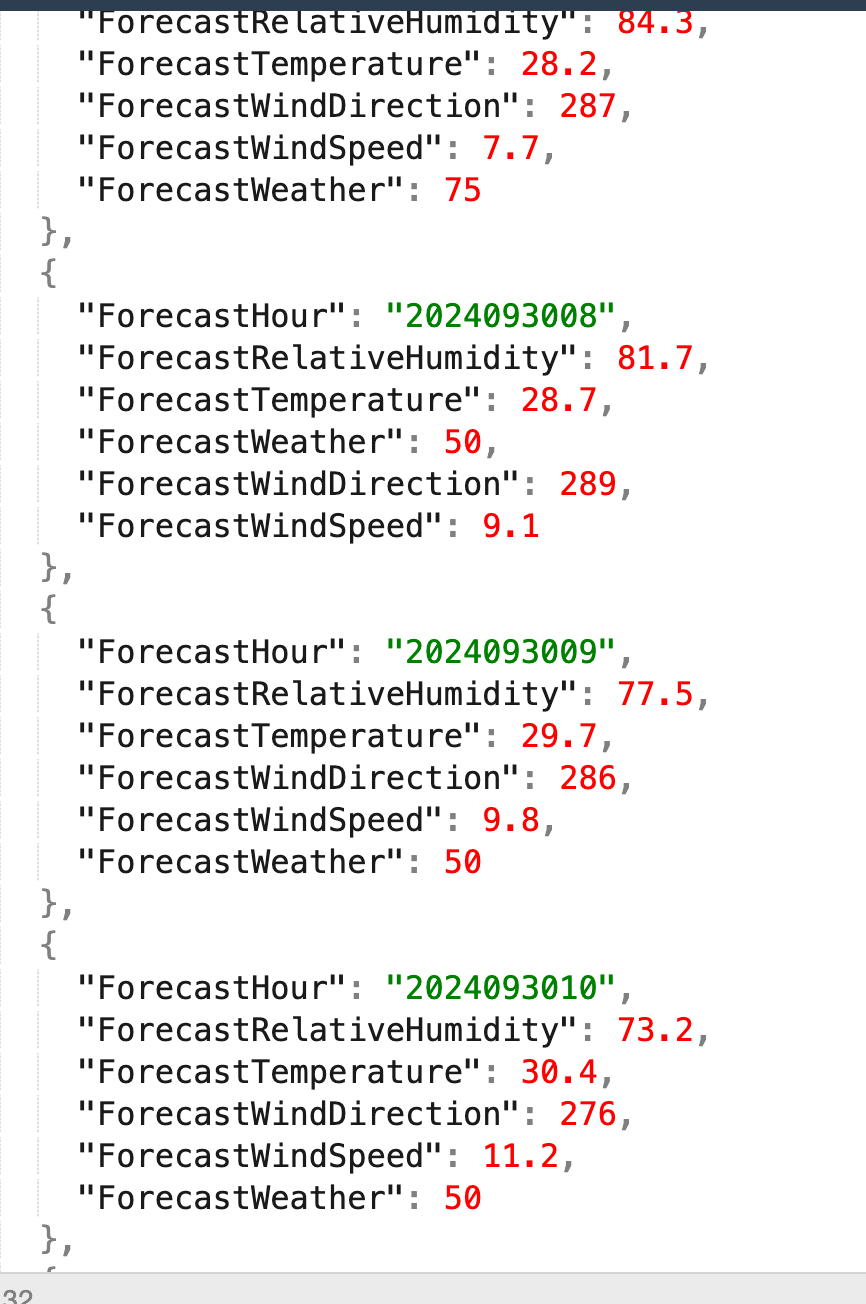 "ForecastRelativeHumidity": 84.3,
"ForecastTemperature": 28.2,
"ForecastWindDirection": 287,
"ForecastWindSpeed": 7.7,
"ForecastWeather": 75
},
{
"ForecastHour": "2024093008",
"ForecastRelativeHumidity": 81.7,
"ForecastTemperature": 28.7,
"ForecastWeather": 50,
"ForecastWindDirection": 289,
"ForecastWindSpeed": 9.1
},
{
"ForecastHour": "2024093009",
"ForecastRelativeHumidity": 77.5,
"ForecastTemperature": 29.7,
"ForecastWindDirection": 286,
"ForecastWindSpeed": 9.8,
"ForecastWeather": 50
},
{
"ForecastHour": "2024093010",
"ForecastRelativeHumidity": 73.2,
"ForecastTemperature": 30.4,
"ForecastWindDirection": 276,
"ForecastWindSpeed": 11.2,
"ForecastWeather": 50
},
{
32